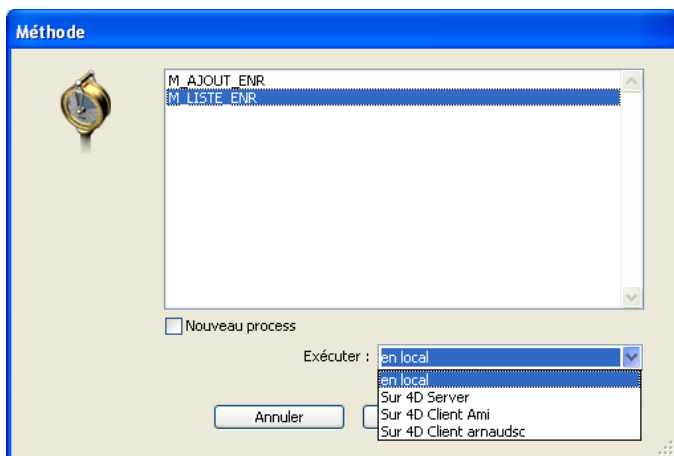 Méthode
M_AJOUT_ENR
M_LISTE_ENR
Nouveau process
Exécuter : en local
en local
Sur 4D Server
Sur 4D Client Ami
Annuler
Sur 4D Client arnaudsc